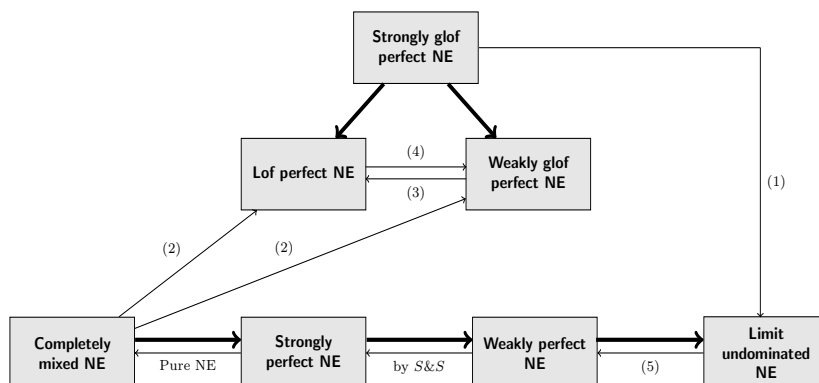 Strongly glof
perfect NE
(4)
Lof perfect NE
Weakly glof
perfect NE
(3)
(1)
(2)
(2)
Completely
mixed NE
Strongly
perfect NE
Weakly perfect
NE
Limit
undominated
NE
Pure NE
by S&S
(5)